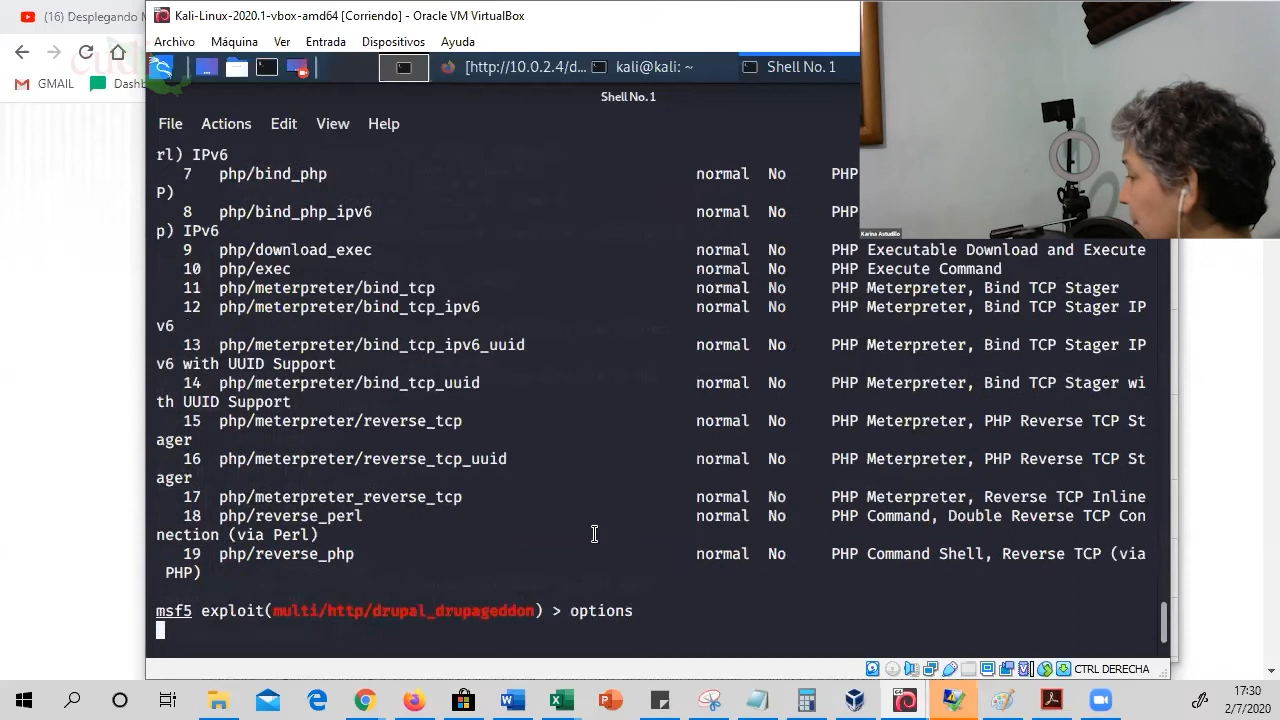 (16) Desplegando M
Kali-Linux-2020.1-vbox-amd64 [Corriendo] - Oracle VM VirtualBox
Archivo Máquina Ver Entrada Dispositivos Ayuda
[http://10.0.2.4/d... kali@kali: ~ Shell No. 1
GMAIL Dashb
Shell No. 1
File Actions Edit View Help
rl) IPv6
7 php/bind_php normal No PHP
P)
8 php/bind_php_ipv6 normal No PHP
p) IPv6
Karina Astudillo
9 php/download_exec normal No PHP Executable Download and Execute
10 php/exec normal No PHP Execute Command
11 php/meterpreter/bind_tcp normal No PHP Meterpreter, Bind TCP Stager
12 php/meterpreter/bind_tcp_ipv6 normal No PHP Meterpreter, Bind TCP Stager IP
v6
13 php/meterpreter/bind_tcp_ipv6_uuid normal No PHP Meterpreter, Bind TCP Stager IP
v6 with UUID Support
14 php/meterpreter/bind_tcp_uuid normal No PHP Meterpreter, Bind TCP Stager wi
th UUID Support
15 php/meterpreter/reverse_tcp normal No PHP Meterpreter, PHP Reverse TCP St
ager
16 php/meterpreter/reverse_tcp_uuid normal No PHP Meterpreter, PHP Reverse TCP St
ager
17 php/meterpreter_reverse_tcp normal No PHP Meterpreter, Reverse TCP Inline
18 php/reverse_perl normal No PHP Command, Double Reverse TCP Con
nection (via Perl)
19 php/reverse_php normal No PHP Command Shell, Reverse TCP (via
PHP)
msf5 exploit(multi/http/drupal_drupageddon) > options
CTRL DERECHA
17:30
2/7/2020